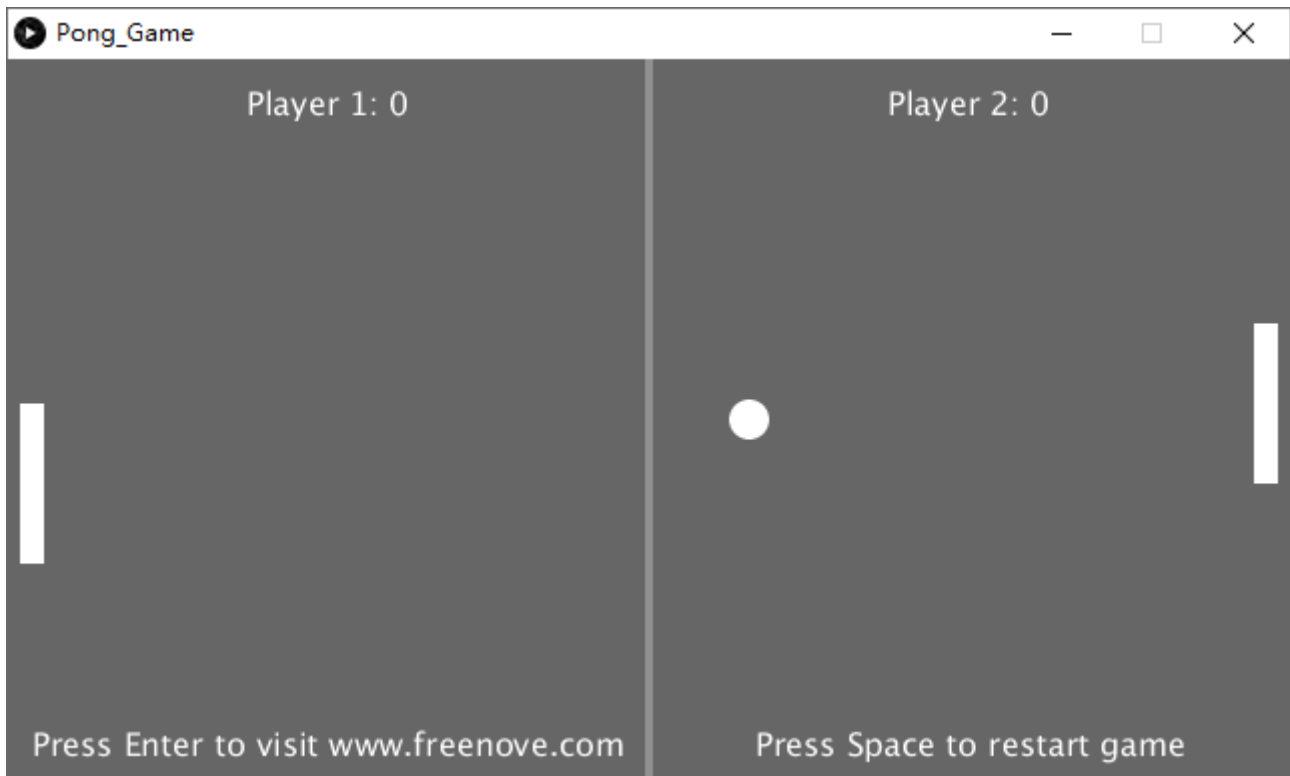 Pong_Game
Player 1: 0
Player 2: 0
Press Enter to visit www.freenove.com
Press Space to restart game